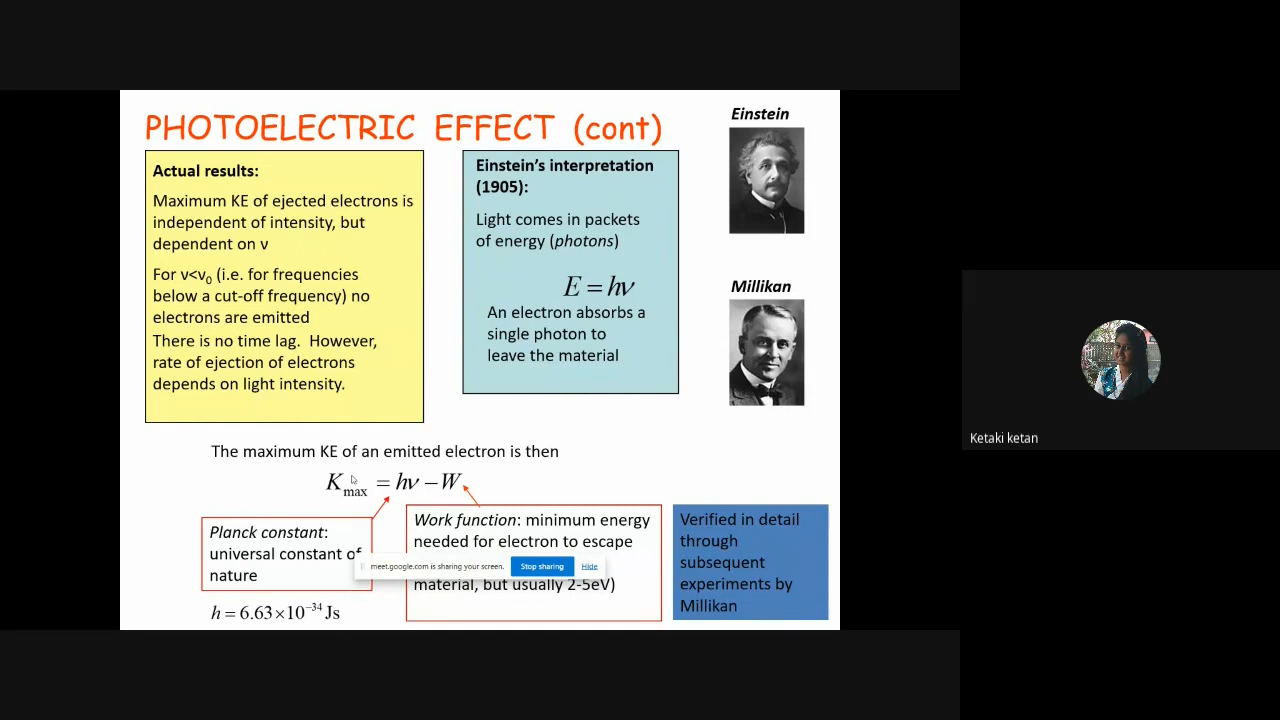 PHOTOELECTRIC EFFECT (cont)
Actual results:
Maximum KE of ejected electrons is
independent of intensity, but
dependent on ν
For ν<ν₀ (i.e. for frequencies
below a cut-off frequency) no
electrons are emitted
There is no time lag. However,
rate of ejection of electrons
depends on light intensity.
Einstein’s interpretation
(1905):
Light comes in packets
of energy (photons)
E = hν
An electron absorbs a
single photon to
leave the material
Einstein
Millikan
The maximum KE of an emitted electron is then
Kmax = hν − W
Planck constant:
universal constant of
nature
h = 6.63×10⁻³⁴ Js
Work function: minimum energy
needed for electron to escape
material, but usually 2-5eV)
meet.google.com is sharing your screen. Stop sharing Hide
Verified in detail
through
subsequent
experiments by
Millikan
Ketaki ketan